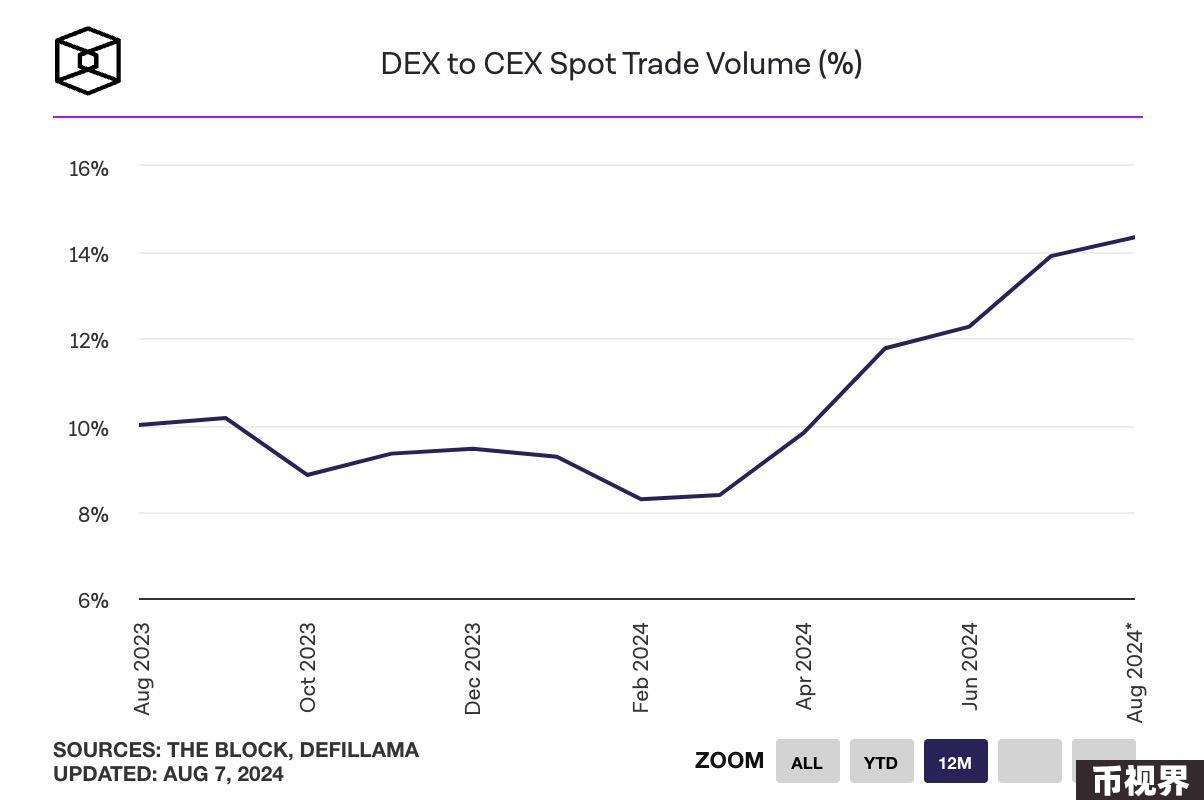 DEX to CEX Spot Trade Volume (%)
16%
14%
12%
10%
8%
6%
Aug 2023
Oct 2023
Dec 2023
Feb 2024
Apr 2024
Jun 2024
Aug 2024*
SOURCES: THE BLOCK, DEFILLAMA
UPDATED: AUG 7, 2024
ZOOM ALL YTD 12M
币视界